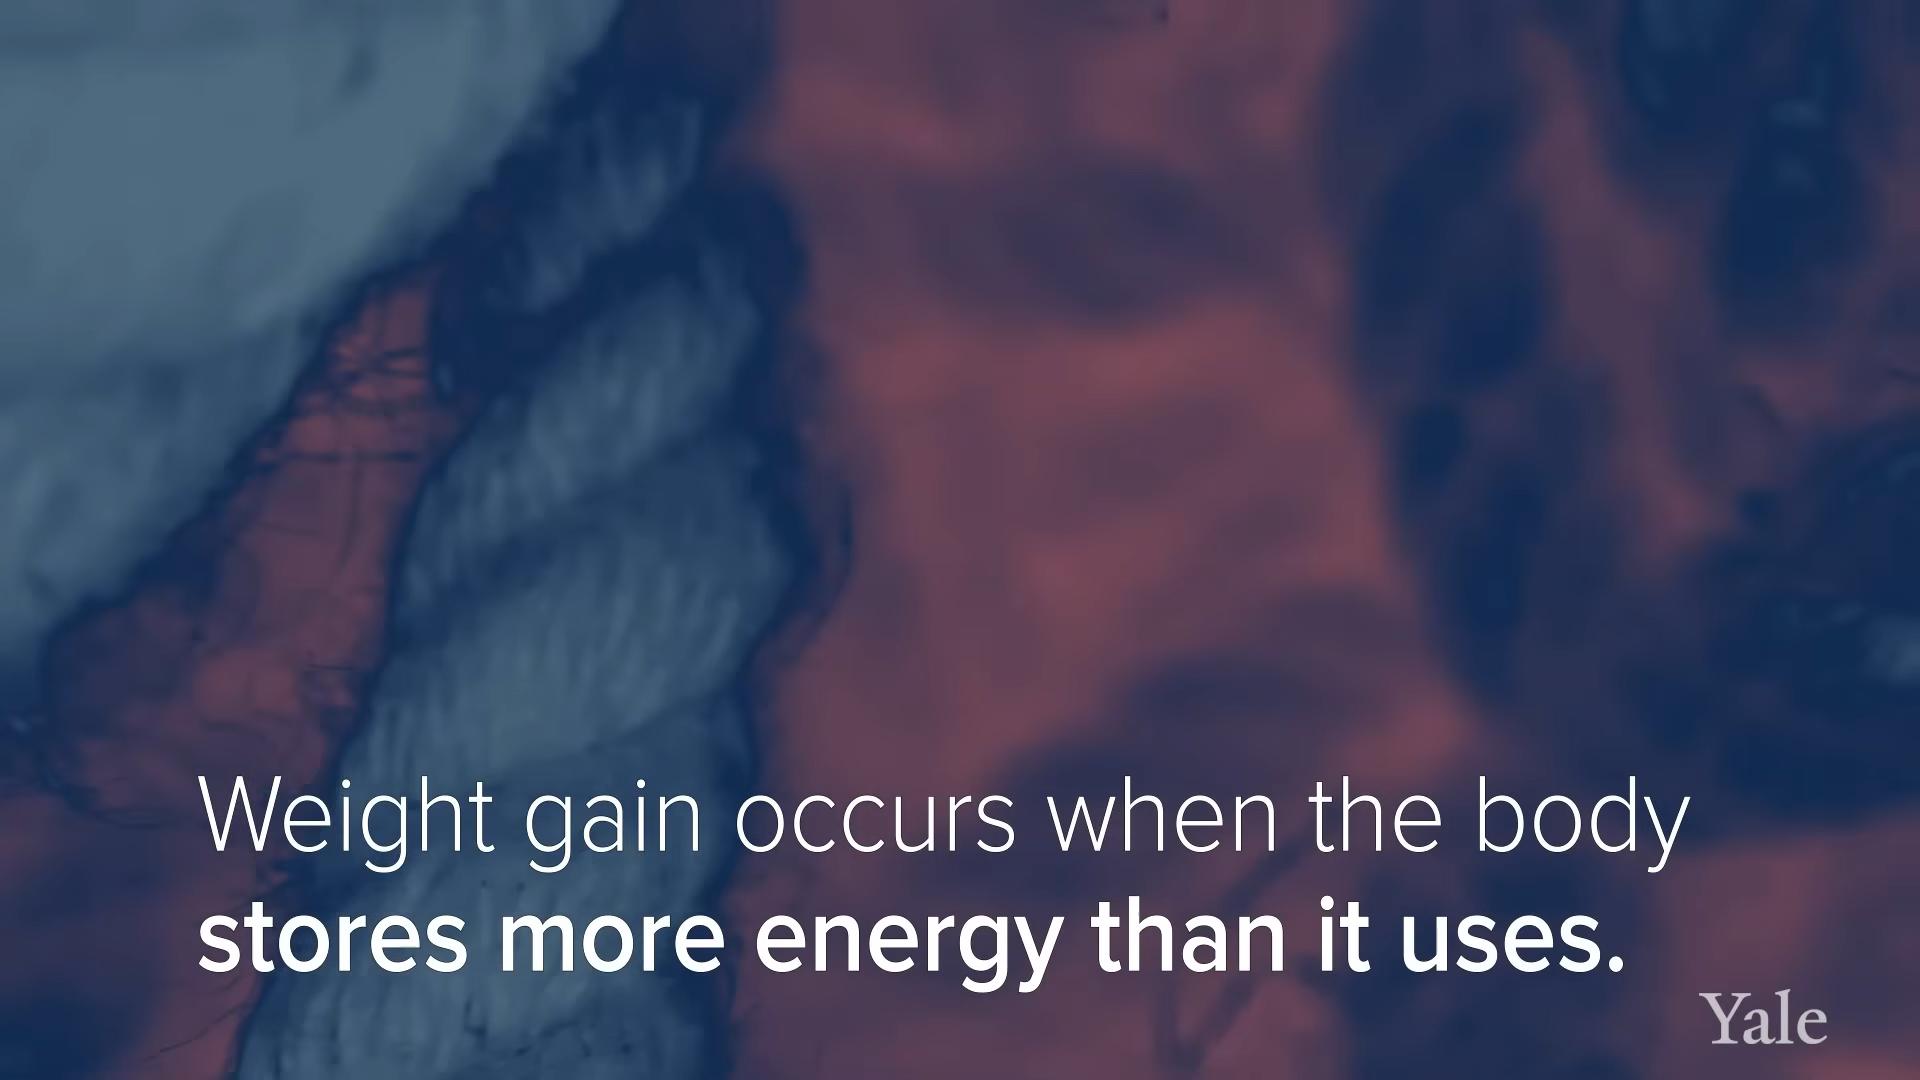 Weight gain occurs when the body
stores more energy than it uses.
Yale